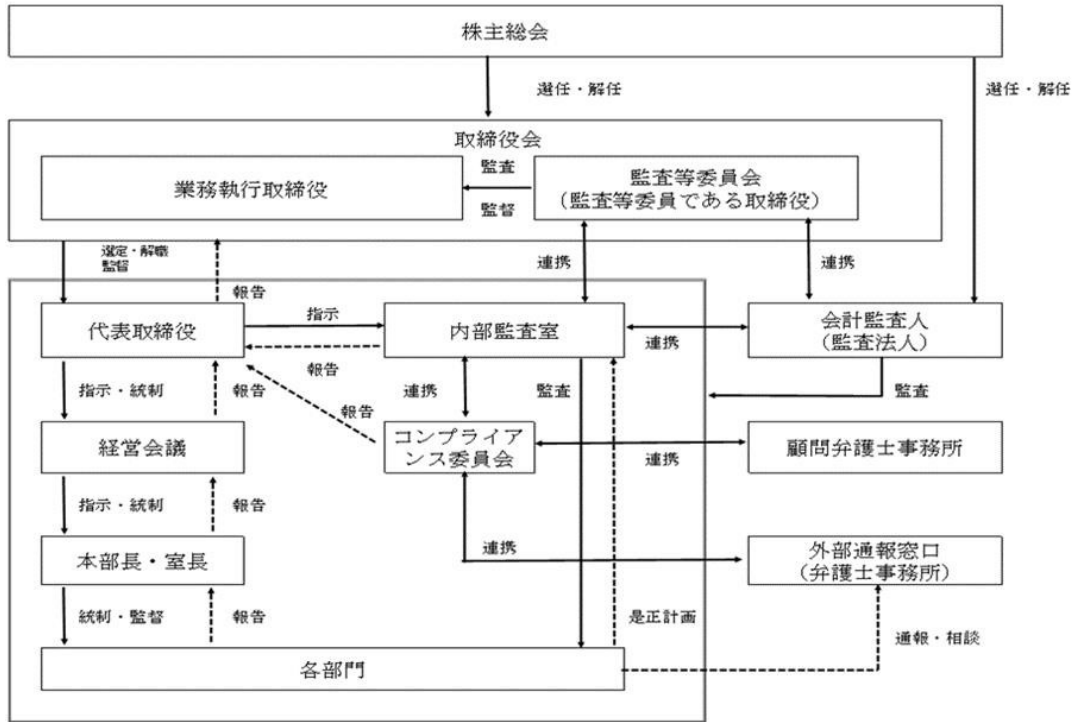 株主総会
選任・解任
選任・解任
取締役会
業務執行取締役
監査
監督
監査等委員会
(監査等委員である取締役)
選定・解職
監督
報告
連携
連携
代表取締役
指示
報告
内部監査室
連携
会計監査人
(監査法人)
指示・統制
報告
報告
連携
監査
監査
経営会議
コンプライア
ンス委員会
連携
顧問弁護士事務所
指示・統制
報告
本部長・室長
連携
外部通報窓口
(弁護士事務所)
統制・監督
報告
是正計画
通報・相談
各部門